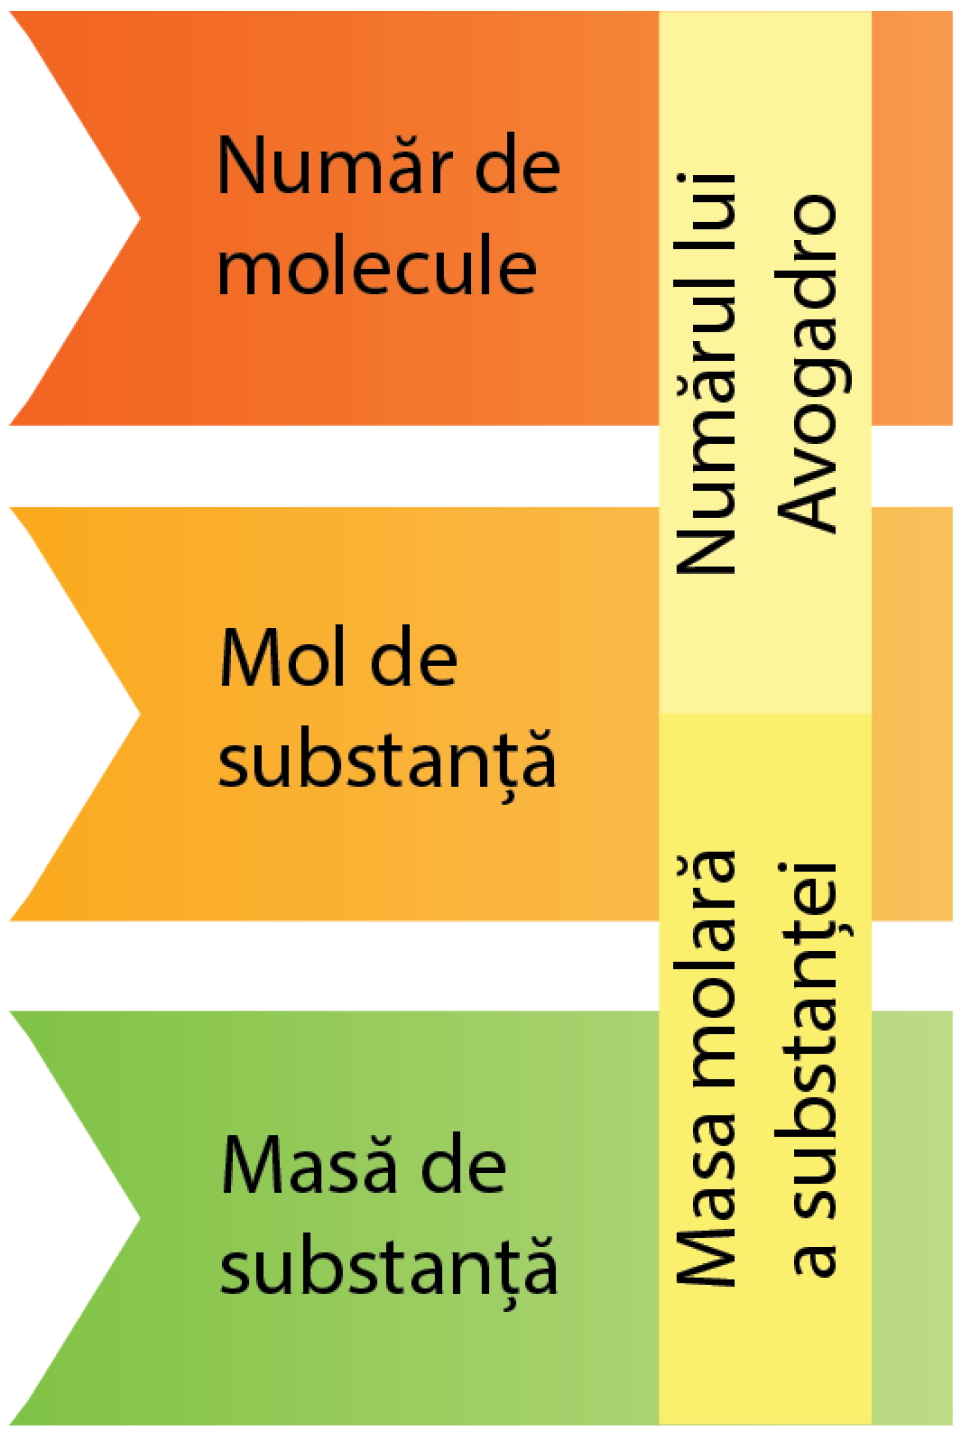 Număr de
molecule
Numărul lui
Avogadro
Mol de
substanță
Masa molară
a substanței
Masă de
substanță